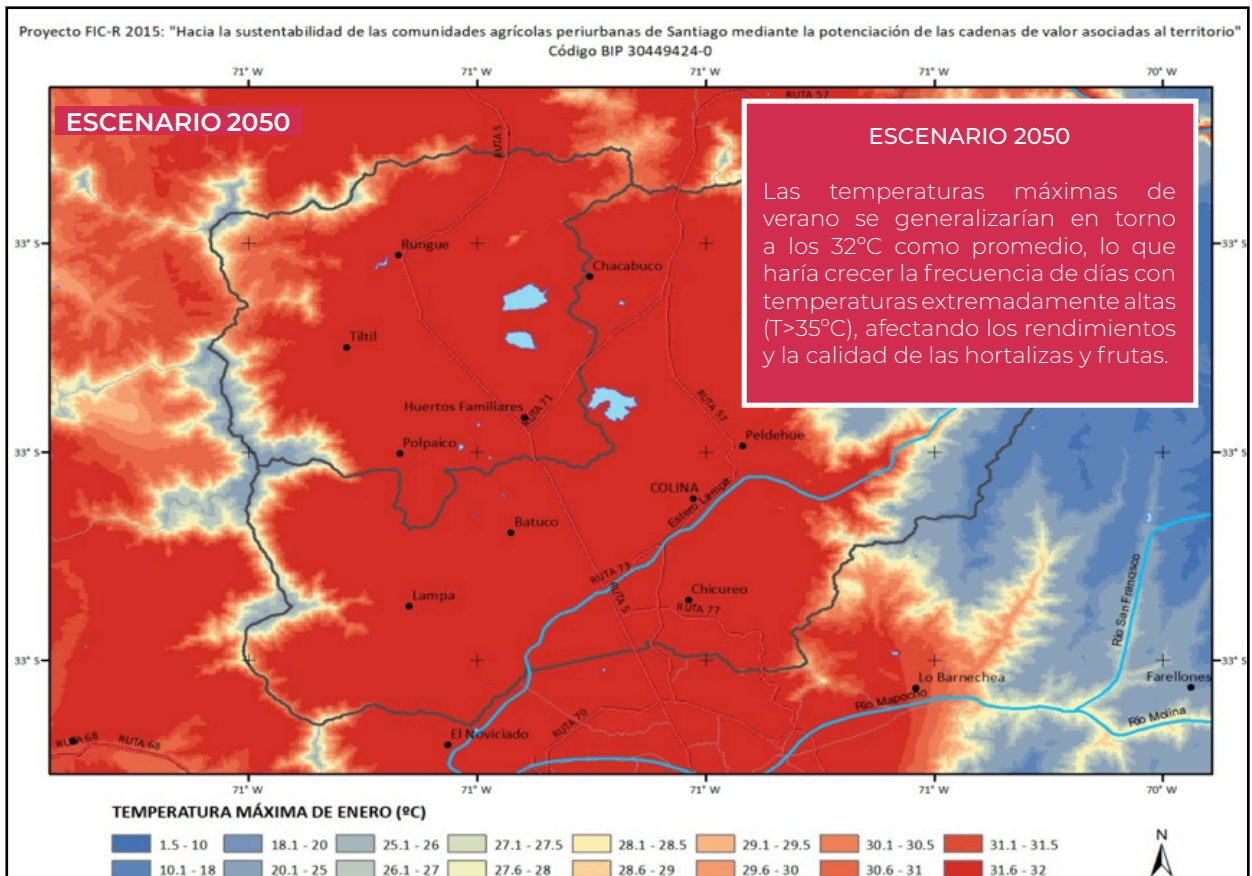 Proyecto FIC-R 2015: "Hacia la sustentabilidad de las comunidades agrícolas periurbanas de Santiago mediante la potenciación de las cadenas de valor asociadas al territorio"
Código BIP 30449424-0
71° W 71° W 71° W 71° W 70° W
ESCENARIO 2050
RUTA 57
RUTA 5
ESCENARIO 2050
Las temperaturas máximas de
verano se generalizarían en torno
a los 32ºC como promedio, lo que
haría crecer la frecuencia de días con
temperaturas extremadamente altas
(T>35ºC), afectando los rendimientos
y la calidad de las hortalizas y frutas.
33° S 33° S
Rungue
Chacabuco
Tiltil
Huertos Familiares
RUTA 71
RUTA 57
Polpaico
Peldehue
33° S 33° S
COLINA
Estero Lampa
Batuco
RUTA 73
RUTA 5
Lampa
Chicureo
RUTA 77
Río San Francisco
33° S 33° S
Lo Barnechea
Farellones
Río Mapocho
Río Molina
RUTA 68 RUTA 68
El Noviciado
RUTA 70
71° W 71° W 71° W 71° W 70° W
TEMPERATURA MÁXIMA DE ENERO (ºC)
1.5 - 10 18.1 - 20 25.1 - 26 27.1 - 27.5 28.1 - 28.5 29.1 - 29.5 30.1 - 30.5 31.1 - 31.5
10.1 - 18 20.1 - 25 26.1 - 27 27.6 - 28 28.6 - 29 29.6 - 30 30.6 - 31 31.6 - 32
N